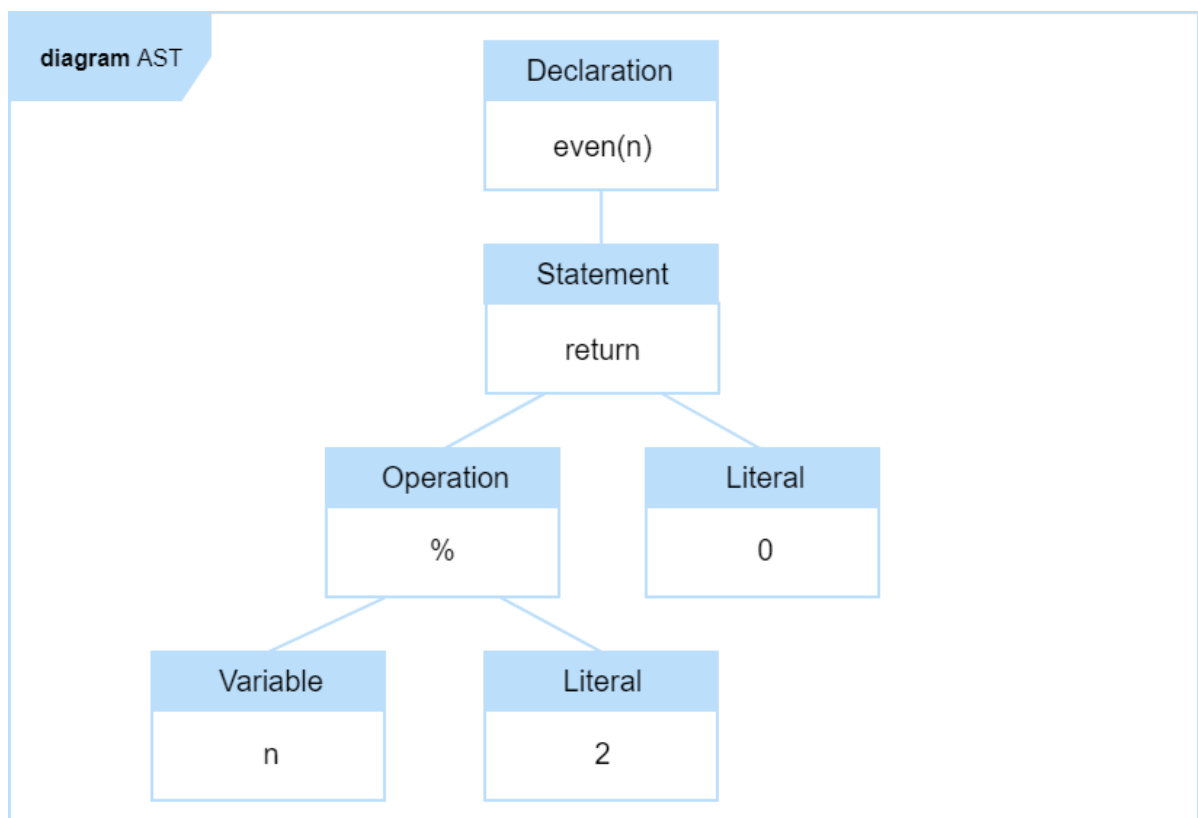 diagram AST
Declaration
even(n)
Statement
return
Operation
%
Literal
0
Variable
n
Literal
2